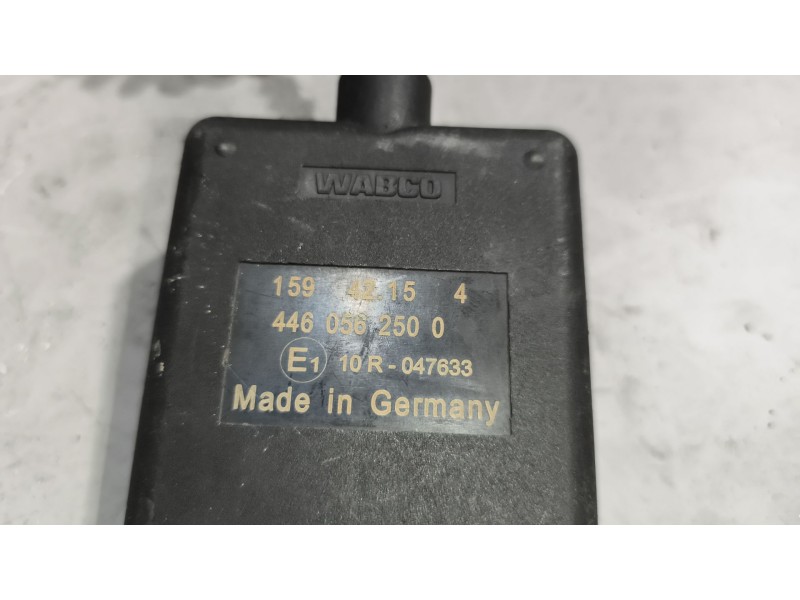 WABCO
159 42.15 4
446 056 250 0
E1 10 R - 047633
Made in Germany